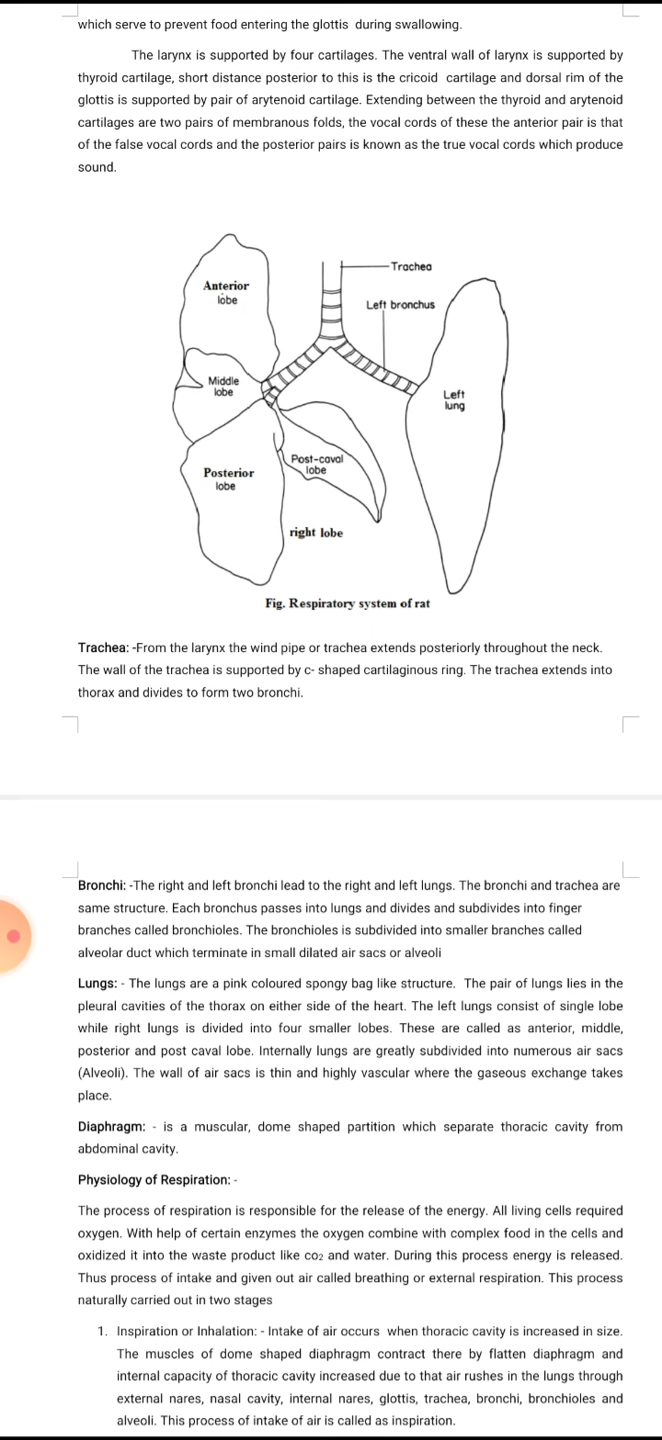 which serve to prevent food entering the glottis during swallowing.
The larynx is supported by four cartilages. The ventral wall of larynx is supported by
thyroid cartilage, short distance posterior to this is the cricoid cartilage and dorsal rim of the
glottis is supported by pair of arytenoid cartilage. Extending between the thyroid and arytenoid
cartilages are two pairs of membranous folds, the vocal cords of these the anterior pair is that
of the false vocal cords and the posterior pairs is known as the true vocal cords which produce
sound.
Trachea
Anterior
lobe
Left bronchus
Middle
lobe
Left
lung
Post-caval
lobe
Posterior
lobe
right lobe
Fig. Respiratory system of rat
Trachea: -From the larynx the wind pipe or trachea extends posteriorly throughout the neck.
The wall of the trachea is supported by c- shaped cartilaginous ring. The trachea extends into
thorax and divides to form two bronchi.
Bronchi: -The right and left bronchi lead to the right and left lungs. The bronchi and trachea are
same structure. Each bronchus passes into lungs and divides and subdivides into finger
branches called bronchioles. The bronchioles is subdivided into smaller branches called
alveolar duct which terminate in small dilated air sacs or alveoli
Lungs: - The lungs are a pink coloured spongy bag like structure. The pair of lungs lies in the
pleural cavities of the thorax on either side of the heart. The left lungs consist of single lobe
while right lungs is divided into four smaller lobes. These are called as anterior, middle,
posterior and post caval lobe. Internally lungs are greatly subdivided into numerous air sacs
(Alveoli). The wall of air sacs is thin and highly vascular where the gaseous exchange takes
place.
Diaphragm: - is a muscular, dome shaped partition which separate thoracic cavity from
abdominal cavity.
Physiology of Respiration: -
The process of respiration is responsible for the release of the energy. All living cells required
oxygen. With help of certain enzymes the oxygen combine with complex food in the cells and
oxidized it into the waste product like co₂ and water. During this process energy is released.
Thus process of intake and given out air called breathing or external respiration. This process
naturally carried out in two stages
1. Inspiration or Inhalation: - Intake of air occurs when thoracic cavity is increased in size.
The muscles of dome shaped diaphragm contract there by flatten diaphragm and
internal capacity of thoracic cavity increased due to that air rushes in the lungs through
external nares, nasal cavity, internal nares, glottis, trachea, bronchi, bronchioles and
alveoli. This process of intake of air is called as inspiration.